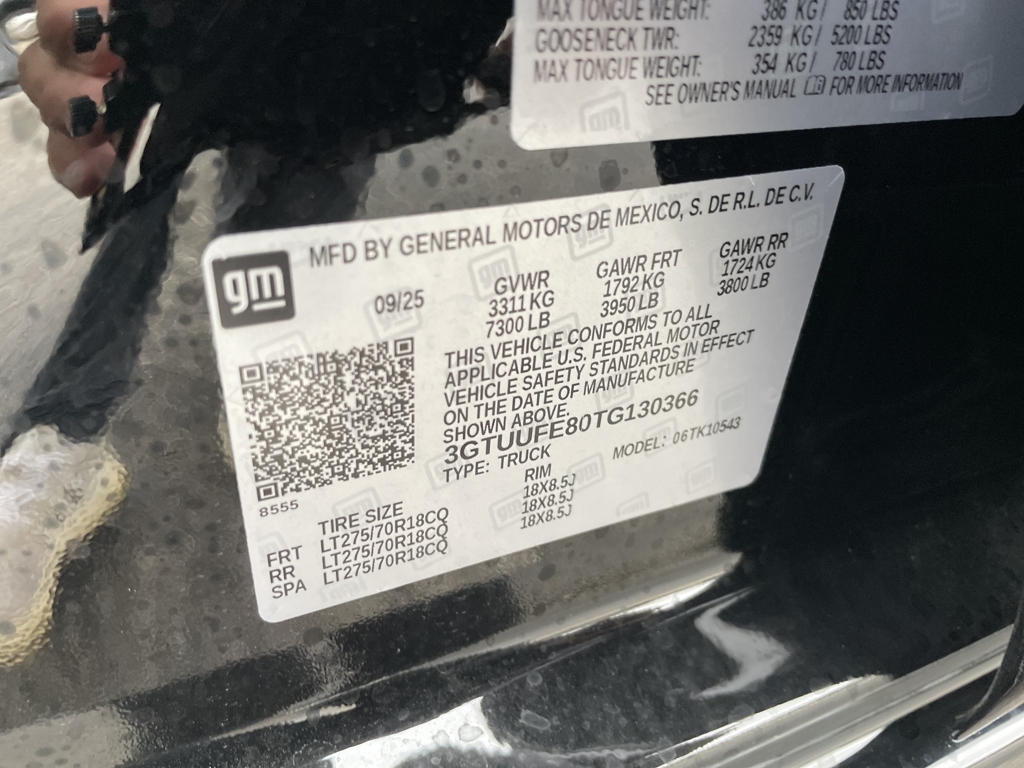 MAX TONGUE WEIGHT: 386 KG/ 850 LBS
GOOSENECK TWR: 2359 KG/ 5200 LBS
MAX TONGUE WEIGHT: 354 KG/ 780 LBS
SEE OWNER'S MANUAL FOR MORE INFORMATION
MFD BY GENERAL MOTORS DE MEXICO, S. DE R.L. DE C.V.
gm
09/25
GVWR GAWR FRT GAWR RR
3311 KG 1792 KG 1724 KG
7300 LB 3950 LB 3800 LB
THIS VEHICLE CONFORMS TO ALL
APPLICABLE U.S. FEDERAL MOTOR
VEHICLE SAFETY STANDARDS IN EFFECT
ON THE DATE OF MANUFACTURE
SHOWN ABOVE.
3GTUUFE80TG130366
TYPE: TRUCK MODEL: 06TK10543
8555
TIRE SIZE RIM
FRT LT275/70R18CQ 18X8.5J
RR LT275/70R18CQ 18X8.5J
SPA LT275/70R18CQ 18X8.5J